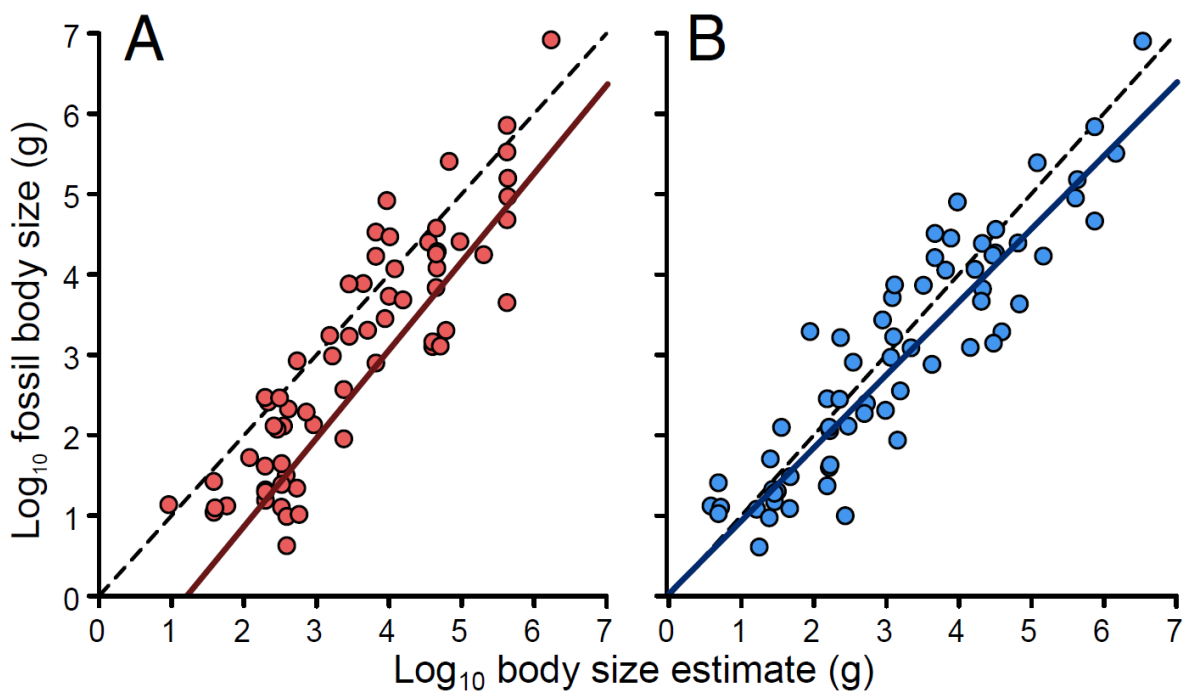 A
B
Log₁₀ fossil body size (g)
7
6
5
4
3
2
1
0
0 1 2 3 4 5 6 7
0 1 2 3 4 5 6 7
Log₁₀ body size estimate (g)